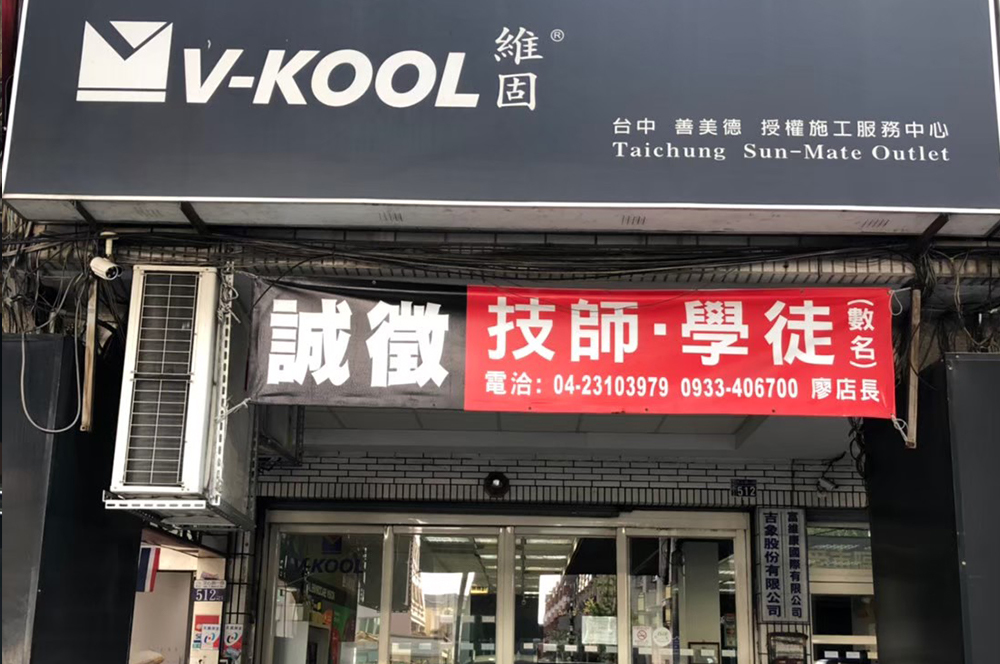 V-KOOL 維固®
台中 善美德 授權施工服務中心
Taichung Sun-Mate Outlet
誠徵 技師·學徒(數名)
電洽: 04-23103979 0933-406700 廖店長
512
富維康國際有限公司
吉象股份有限公司
V-KOOL
512